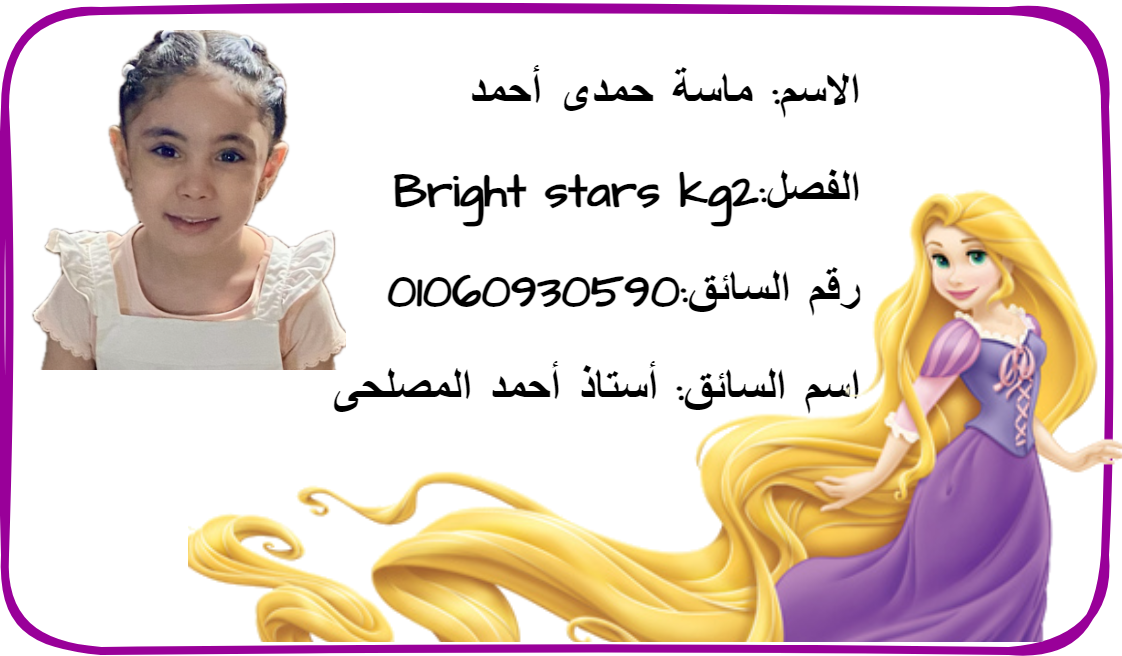 الاسم: ماسة حمدى أحمد
الفصل:Bright stars kg2
رقم السائق:01060930590
اسم السائق: أستاذ أحمد المصلحى